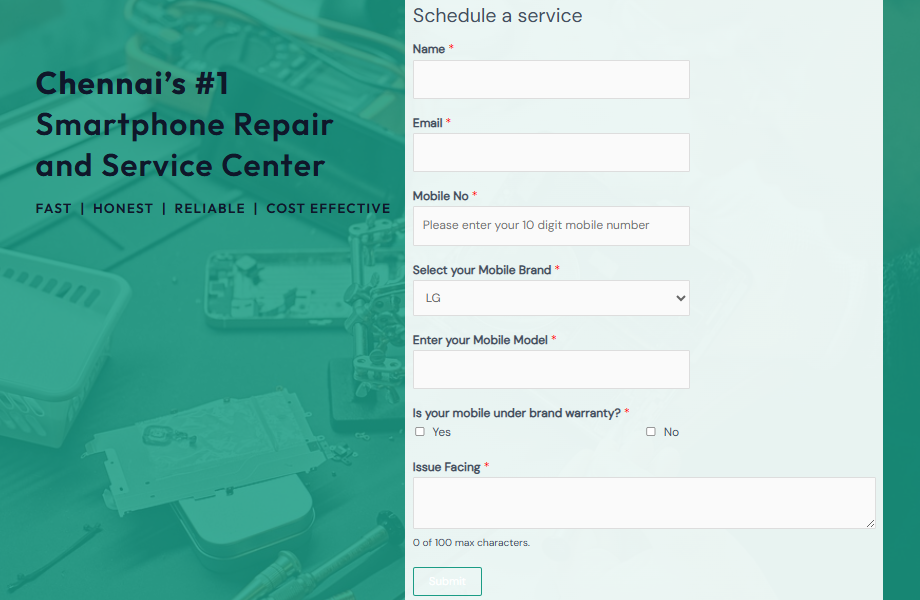 Chennai’s #1
Smartphone Repair
and Service Center
FAST | HONEST | RELIABLE | COST EFFECTIVE
Schedule a service
Name *
Email *
Mobile No *
Please enter your 10 digit mobile number
Select your Mobile Brand *
LG
Enter your Mobile Model *
Is your mobile under brand warranty? *
Yes No
Issue Facing *
0 of 100 max characters.
Submit